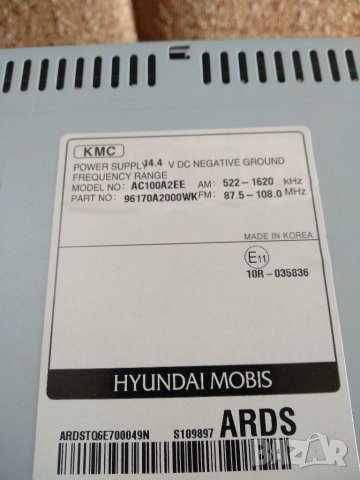 KMC
POWER SUPPLY 14.4 V DC NEGATIVE GROUND
FREQUENCY RANGE
MODEL NO: AC100A2EE AM: 522-1620 kHz
PART NO: 96170A2000WK FM: 87.5-108.0 MHz
MADE IN KOREA
E11
10R-035836
HYUNDAI MOBIS
ARDSTQ6E700049N S109897 ARDS
BAZAR